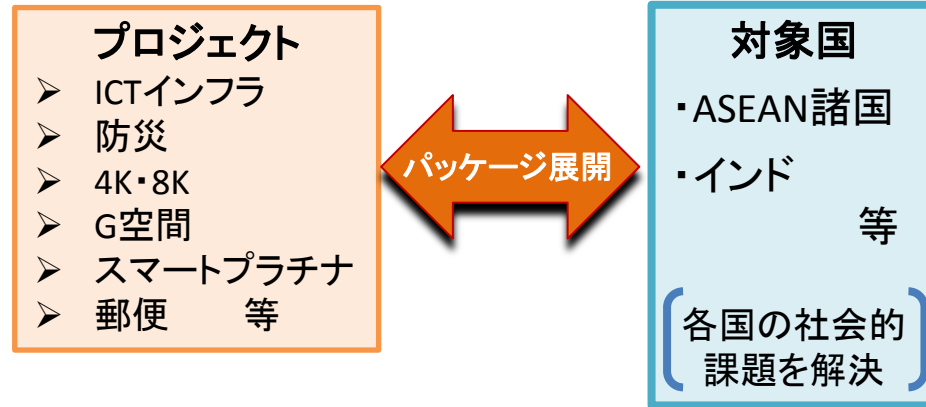 プロジェクト
➢ ICTインフラ
➢ 防災
➢ 4K・8K
➢ G空間
➢ スマートプラチナ
➢ 郵便　　等
パッケージ展開
対象国
・ASEAN諸国
・インド
等
各国の社会的
課題を解決